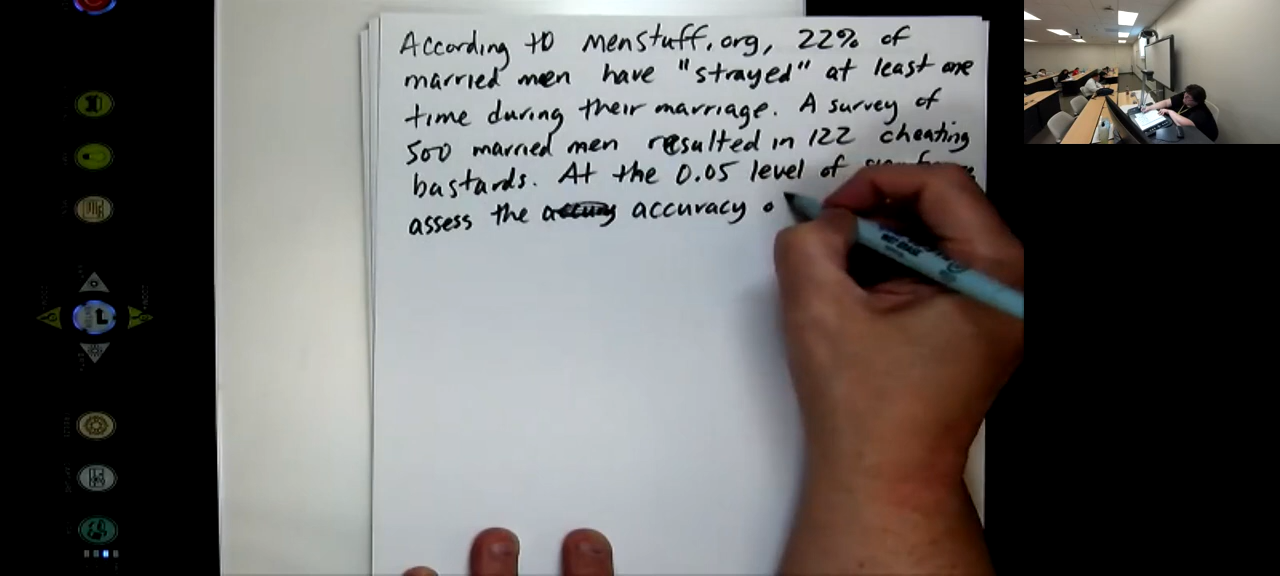 According to menstuff.org, 22% of
married men have "strayed" at least one
time during their marriage. A survey of
500 married men resulted in 122 cheating
bastards. At the 0.05 level of
assess the accuracy o